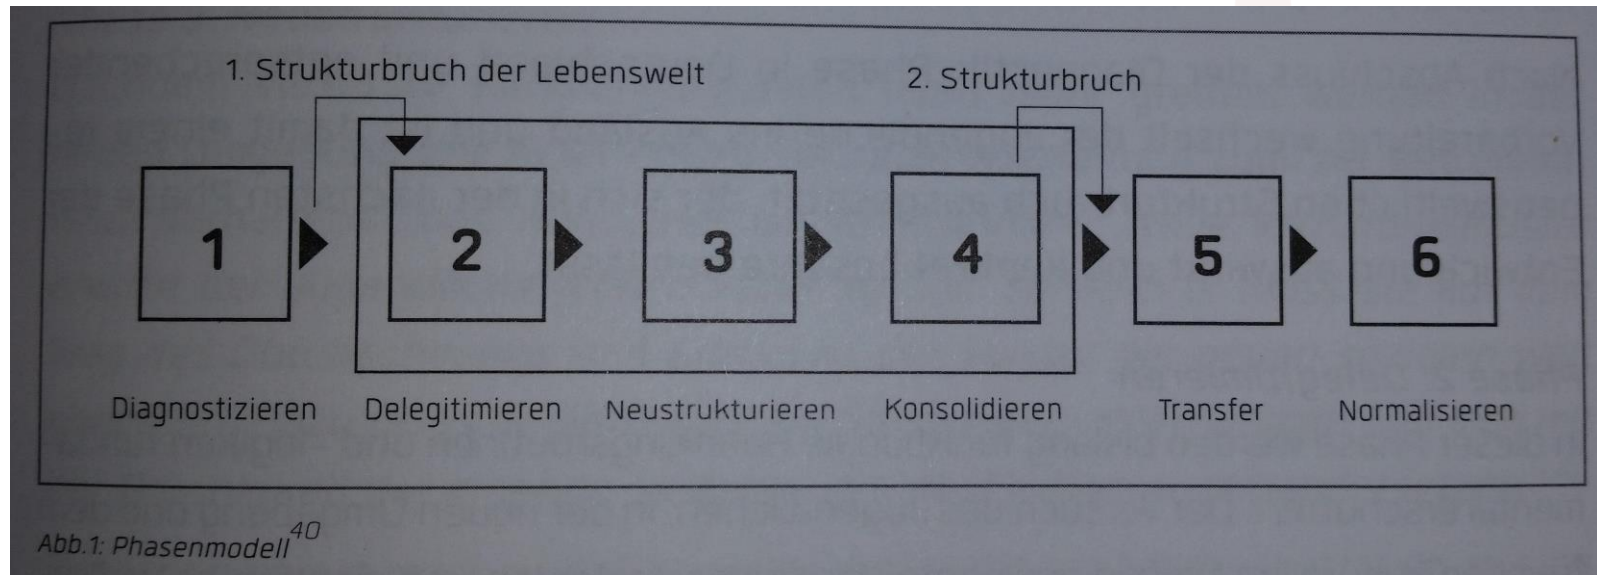 1. Strukturbruch der Lebenswelt
2. Strukturbruch
1
2
3
4
5
6
Diagnostizieren
Delegitimieren
Neustrukturieren
Konsolidieren
Transfer
Normalisieren
Abb.1: Phasenmodell40